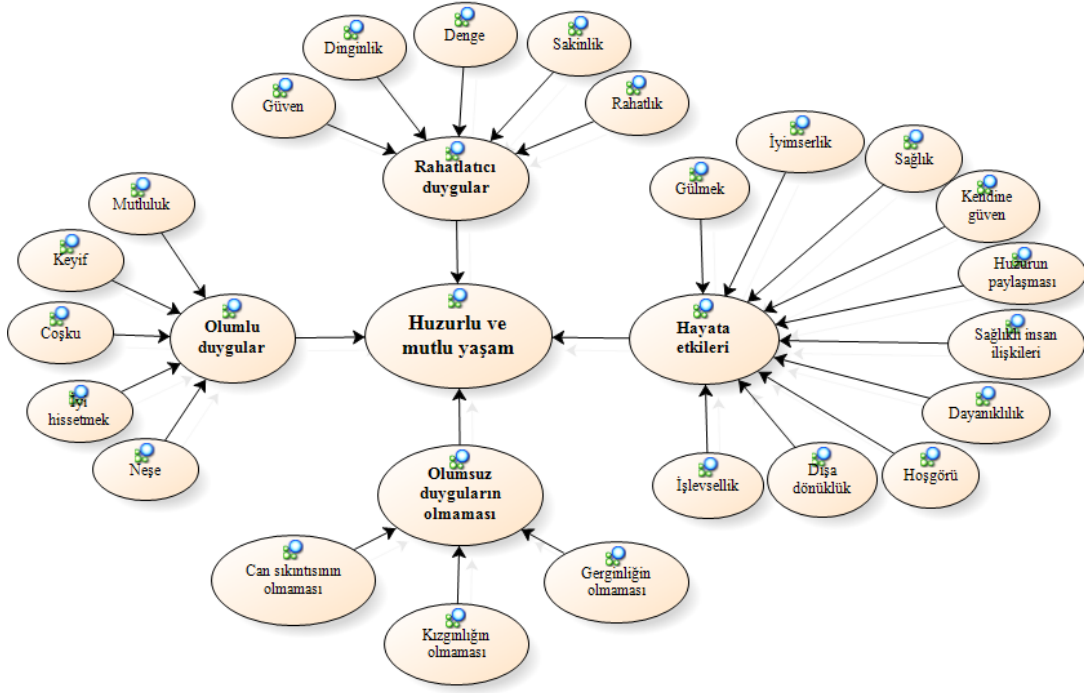 Denge
Dinginlik
Sakinlik
Güven
Rahatlık
Rahatlatıcı
duygular
İyimserlik
Sağlık
Gülmek
Kendine
güven
Huzurun
paylaşması
Sağlıklı insan
ilişkileri
Dayanıklılık
Hoşgörü
Dışa
dönüklük
İşlevsellik
Hayata
etkileri
Mutluluk
Keyif
Coşku
İyi
hissetmek
Neşe
Olumlu
duygular
Huzurlu ve
mutlu yaşam
Olumsuz
duyguların
olmaması
Can sıkıntısının
olmaması
Kızgınlığın
olmaması
Gerginliğin
olmaması